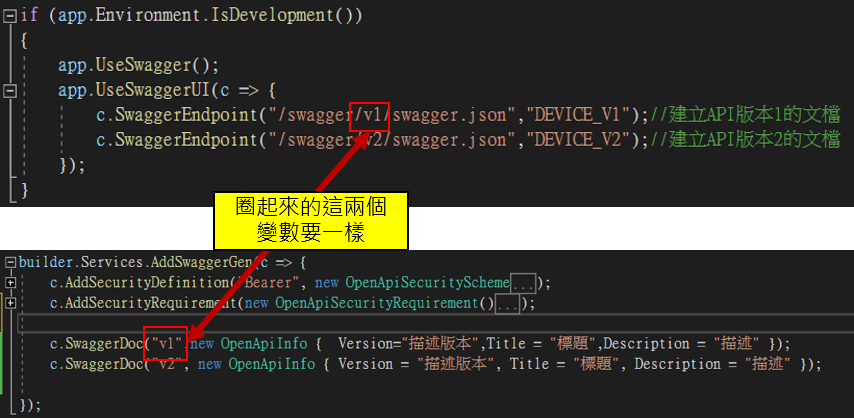 if (app.Environment.IsDevelopment())
{
app.UseSwagger();
app.UseSwaggerUI(c => {
c.SwaggerEndpoint("/swagger/v1/swagger.json","DEVICE_V1");//建立API版本1的文檔
c.SwaggerEndpoint("/swagger/v2/swagger.json","DEVICE_V2");//建立API版本2的文檔
});
}
圈起來的這兩個
變數要一樣
builder.Services.AddSwaggerGen(c => {
c.AddSecurityDefinition("Bearer", new OpenApiSecurityScheme...);
c.AddSecurityRequirement(new OpenApiSecurityRequirement()...);
c.SwaggerDoc("v1",new OpenApiInfo { Version="描述版本",Title = "標題",Description = "描述" });
c.SwaggerDoc("v2", new OpenApiInfo { Version = "描述版本", Title = "標題", Description = "描述" });
});